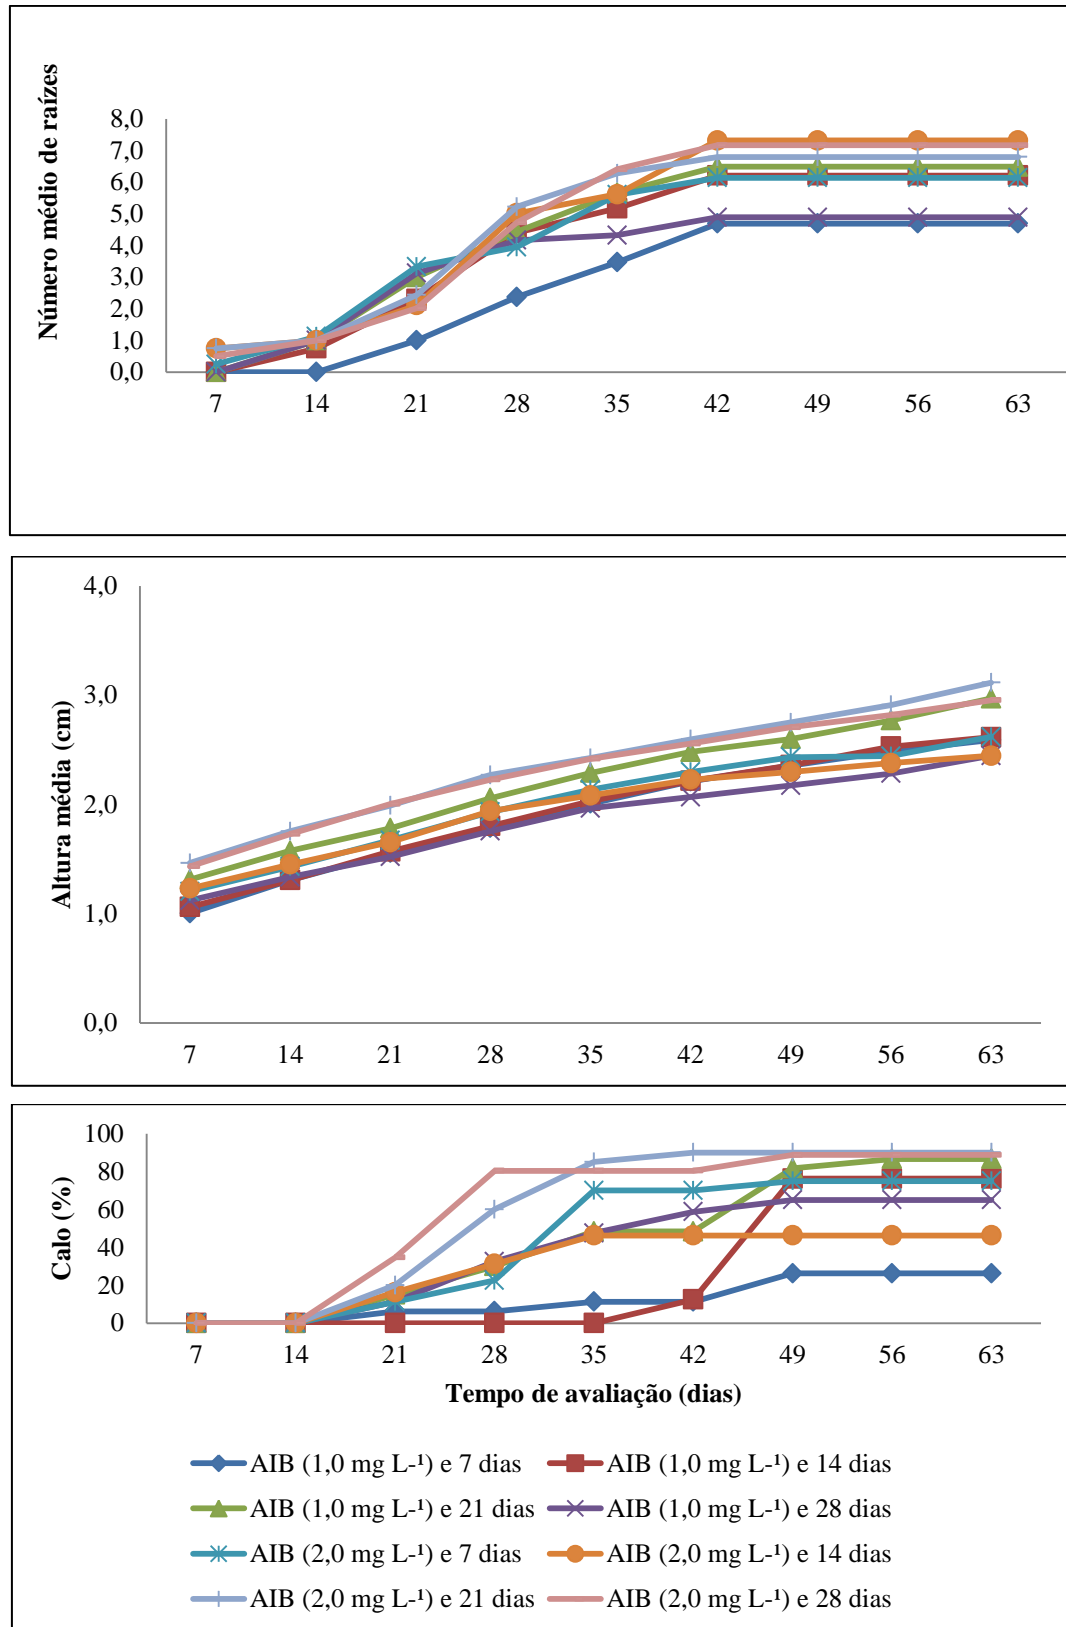 Número médio de raízes
8,0
7,0
6,0
5,0
4,0
3,0
2,0
1,0
0,0
7 14 21 28 35 42 49 56 63
Altura média (cm)
4,0
3,0
2,0
1,0
0,0
7 14 21 28 35 42 49 56 63
Calo (%)
100
80
60
40
20
0
7 14 21 28 35 42 49 56 63
Tempo de avaliação (dias)
AIB (1,0 mg L-¹) e 7 dias AIB (1,0 mg L-¹) e 14 dias
AIB (1,0 mg L-¹) e 21 dias AIB (1,0 mg L-¹) e 28 dias
AIB (2,0 mg L-¹) e 7 dias AIB (2,0 mg L-¹) e 14 dias
AIB (2,0 mg L-¹) e 21 dias AIB (2,0 mg L-¹) e 28 dias